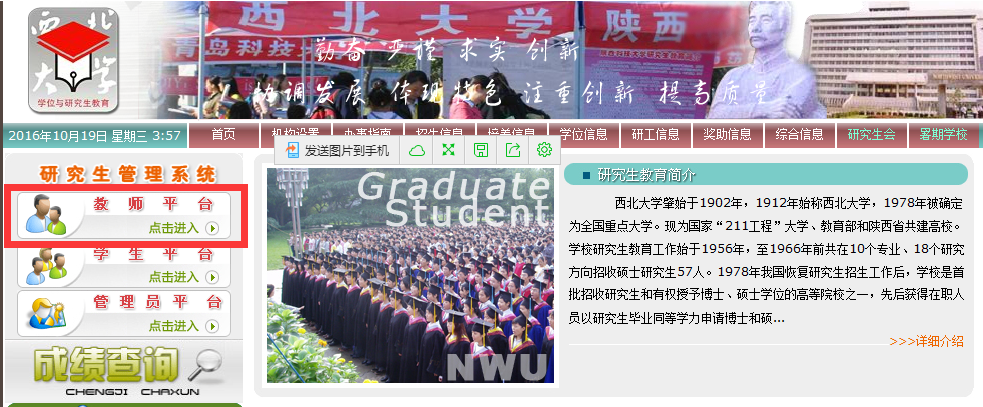 西北
大学
学位与研究生教育
西 北 大 学 陕西
青岛科技
勤奋 严谨 求实 创新
协调发展 体现特色 注重创新 提高质量
2016年10月19日 星期三 3:57
首页 机构设置 办事指南 招生信息 培养信息 学位信息 研工信息 奖助信息 综合信息 研究生会 暑期学校
发送图片到手机
研究生管理系统
教 师 平 台
点击进入
学 生 平 台
点击进入
管 理 员 平 台
点击进入
成绩查询
CHENGJI CHAXUN
Graduate
Student
NWU
研究生教育简介
西北大学肇始于1902年，1912年始称西北大学，1978年被确定
为全国重点大学。现为国家“211工程”大学、教育部和陕西省共建高校。
学校研究生教育工作始于1956年，至1966年前共在10个专业、18个研究
方向招收硕士研究生57人。1978年我国恢复研究生招生工作后，学校是首
批招收研究生和有权授予博士、硕士学位的高等院校之一，先后获得在职人
员以研究生毕业同等学力申请博士和硕...
>>>详细介绍